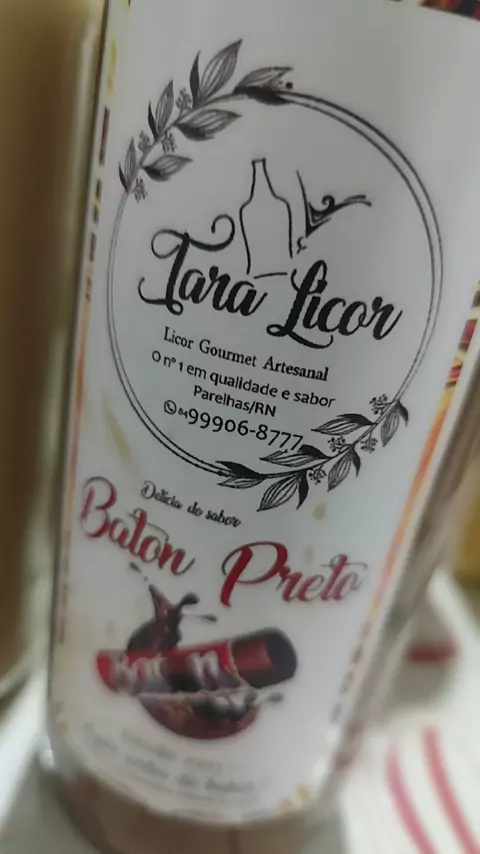 Tara Licor
Licor Gourmet Artesanal
O nº 1 em qualidade e sabor
Parelhas/RN
84 99906-8777
Delícia do sabor
Baton Preto